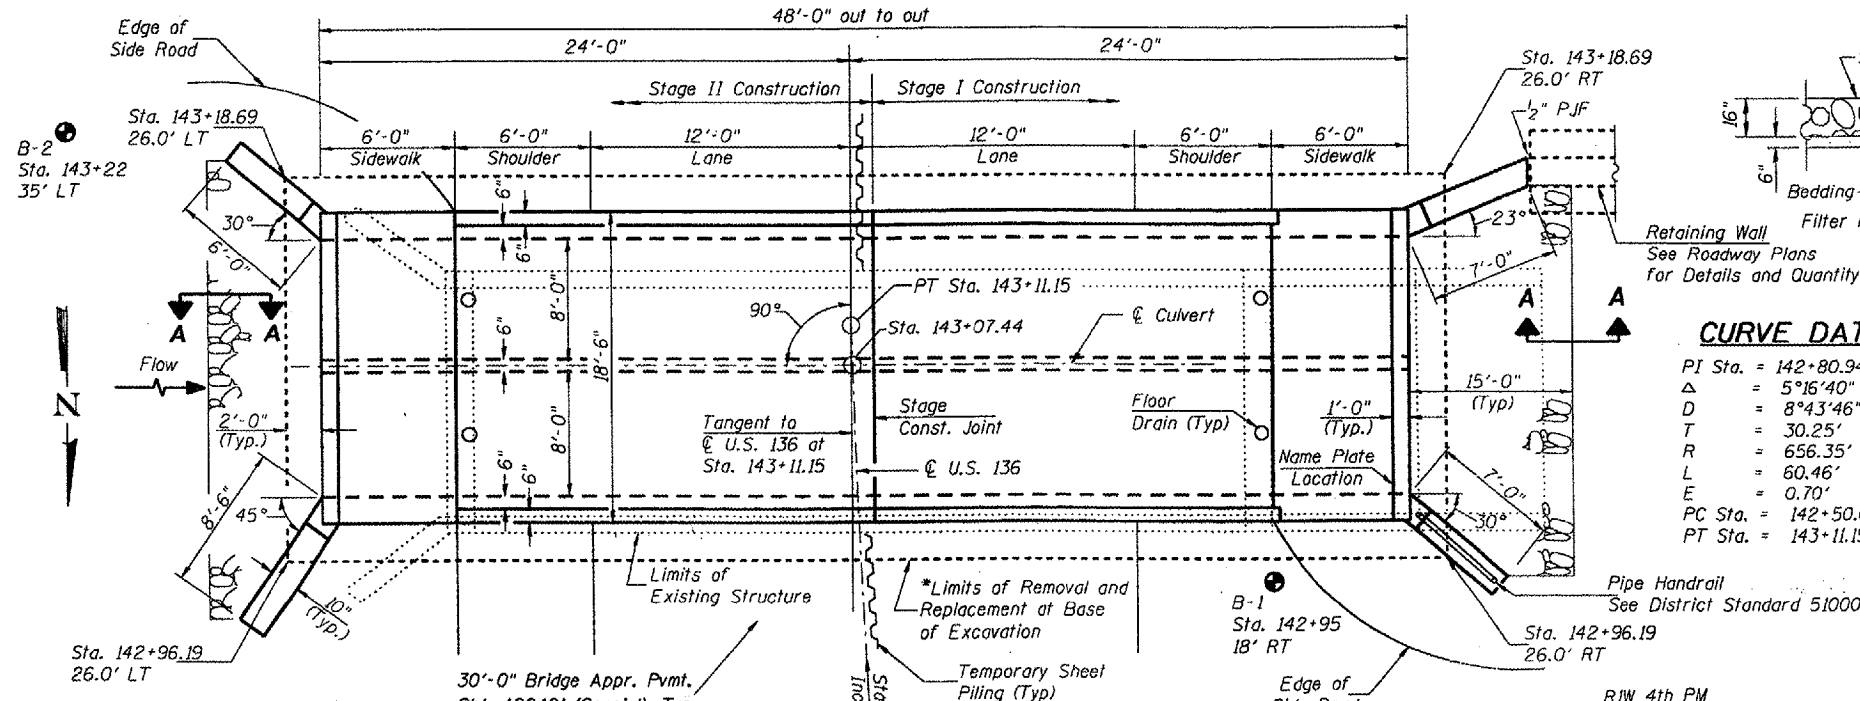 48'-0" out to out
24'-0"
24'-0"
Edge of
Side Road
Stage II Construction
Stage I Construction
Sta. 143+18.69
26.0' LT
Sta. 143+18.69
26.0' RT
½" PJF
16"
6"
Bedding
Filter
B-2
Sta. 143+22
35' LT
6'-0"
Sidewalk
6'-0"
Shoulder
12'-0"
Lane
12'-0"
Lane
6'-0"
Shoulder
6'-0"
Sidewalk
30°
6'-0"
6"
6"
8'-0"
18'-6"
23°
7'-0"
Retaining Wall
See Roadway Plans
for Details and Quantity
A
A
A
A
90°
PT Sta. 143+11.15
Sta. 143+07.44
℄ Culvert
Flow
N
6"
8'-0"
2'-0"
(Typ.)
Tangent to
℄ U.S. 136 at
Sta. 143+11.15
Stage
Const. Joint
℄ U.S. 136
Floor
Drain (Typ)
1'-0"
(Typ.)
15'-0"
(Typ)
Name Plate
Location
CURVE DAT
PI Sta. = 142+80.94
Δ = 5°16'40"
D = 8°43'46"
T = 30.25'
R = 656.35'
L = 60.46'
E = 0.70'
PC Sta. = 142+50.
PT Sta. = 143+11.15
8'-6"
45°
6"
6"
7'-0"
30°
10"
(Typ.)
Limits of
Existing Structure
*Limits of Removal and
Replacement at Base
of Excavation
B-1
Sta. 142+95
18' RT
Pipe Handrail
See District Standard 51000
Sta. 142+96.19
26.0' LT
Sta. 142+96.19
26.0' RT
30'-0" Bridge Appr. Pvmt.
Temporary Sheet
Piling (Typ)
Edge of
R1W 4th PM